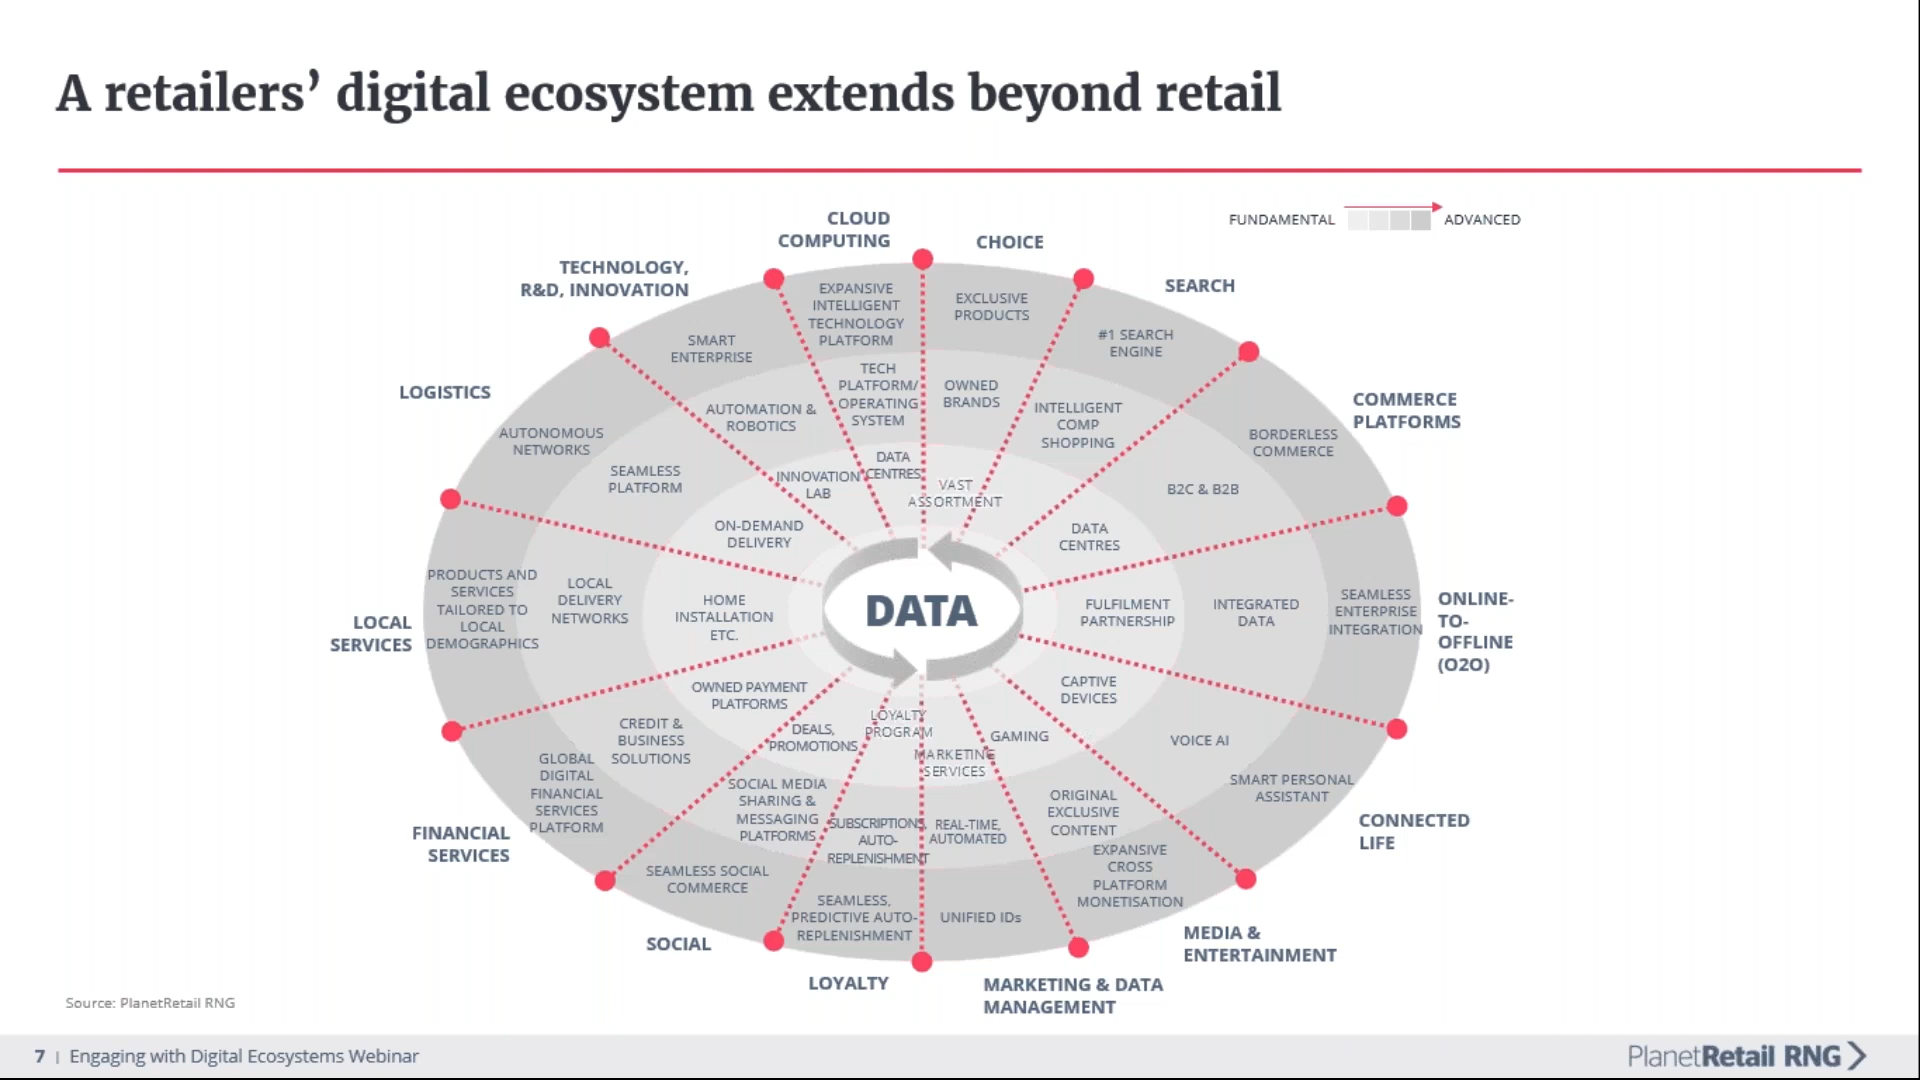 A retailers’ digital ecosystem extends beyond retail
FUNDAMENTAL
ADVANCED
CLOUD
COMPUTING
EXPANSIVE
INTELLIGENT
TECHNOLOGY
PLATFORM
TECH
PLATFORM/
OPERATING
SYSTEM
DATA
CENTRES
CHOICE
EXCLUSIVE
PRODUCTS
OWNED
BRANDS
VAST
ASSORTMENT
SEARCH
#1 SEARCH
ENGINE
INTELLIGENT
COMP
SHOPPING
COMMERCE
PLATFORMS
BORDERLESS
COMMERCE
B2C & B2B
DATA
CENTRES
ONLINE-
TO-
OFFLINE
(O2O)
SEAMLESS
ENTERPRISE
INTEGRATION
INTEGRATED
DATA
FULFILMENT
PARTNERSHIP
CONNECTED
LIFE
SMART PERSONAL
ASSISTANT
VOICE AI
CAPTIVE
DEVICES
MEDIA &
ENTERTAINMENT
EXPANSIVE
CROSS
PLATFORM
MONETISATION
ORIGINAL
EXCLUSIVE
CONTENT
GAMING
MARKETING & DATA
MANAGEMENT
UNIFIED IDs
REAL-TIME,
AUTOMATED
MARKETING
SERVICES
LOYALTY
SEAMLESS,
PREDICTIVE AUTO-
REPLENISHMENT
SUBSCRIPTIONS,
AUTO-
REPLENISHMENT
LOYALTY
PROGRAM
SOCIAL
SEAMLESS SOCIAL
COMMERCE
SOCIAL MEDIA
SHARING &
MESSAGING
PLATFORMS
DEALS,
PROMOTIONS
FINANCIAL
SERVICES
GLOBAL
DIGITAL
FINANCIAL
SERVICES
PLATFORM
CREDIT &
BUSINESS
SOLUTIONS
OWNED PAYMENT
PLATFORMS
LOCAL
SERVICES
PRODUCTS AND
SERVICES
TAILORED TO
LOCAL
DEMOGRAPHICS
LOCAL
DELIVERY
NETWORKS
HOME
INSTALLATION
ETC.
LOGISTICS
AUTONOMOUS
NETWORKS
SEAMLESS
PLATFORM
ON-DEMAND
DELIVERY
TECHNOLOGY,
R&D, INNOVATION
SMART
ENTERPRISE
AUTOMATION &
ROBOTICS
INNOVATION
LAB
DATA
Source: PlanetRetail RNG
7 | Engaging with Digital Ecosystems Webinar
PlanetRetail RNG